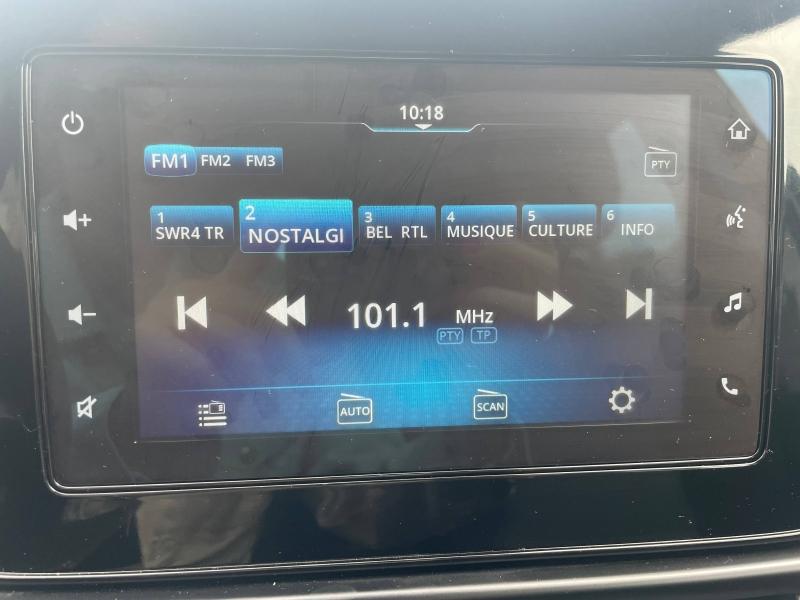 10:18
FM1 FM2 FM3
PTY
1 SWR4 TR
2 NOSTALGI
3 BEL RTL
4 MUSIQUE
5 CULTURE
6 INFO
101.1 MHz
PTY TP
AUTO
SCAN